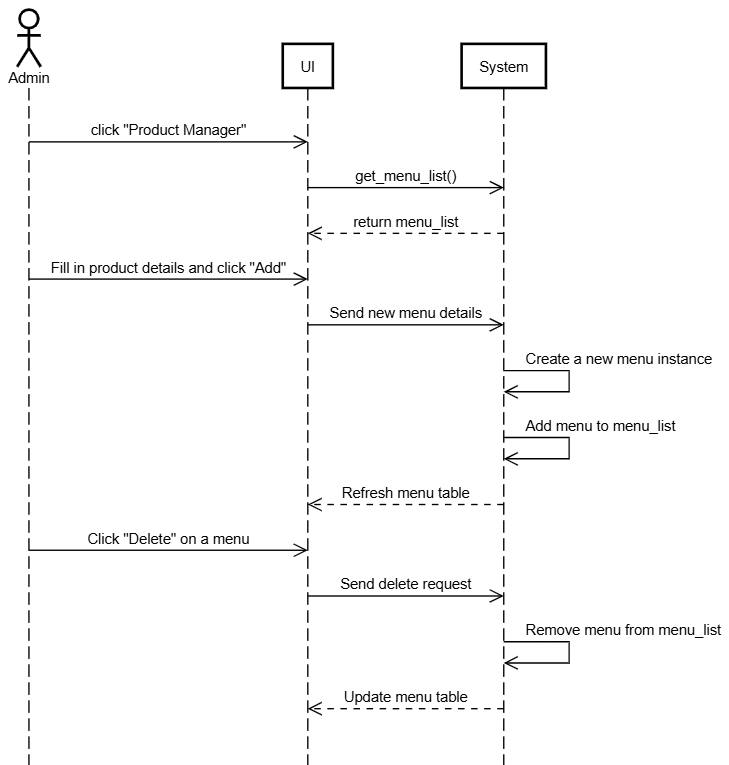 Admin
UI
System
click "Product Manager"
get_menu_list()
return menu_list
Fill in product details and click "Add"
Send new menu details
Create a new menu instance
Add menu to menu_list
Refresh menu table
Click "Delete" on a menu
Send delete request
Remove menu from menu_list
Update menu table